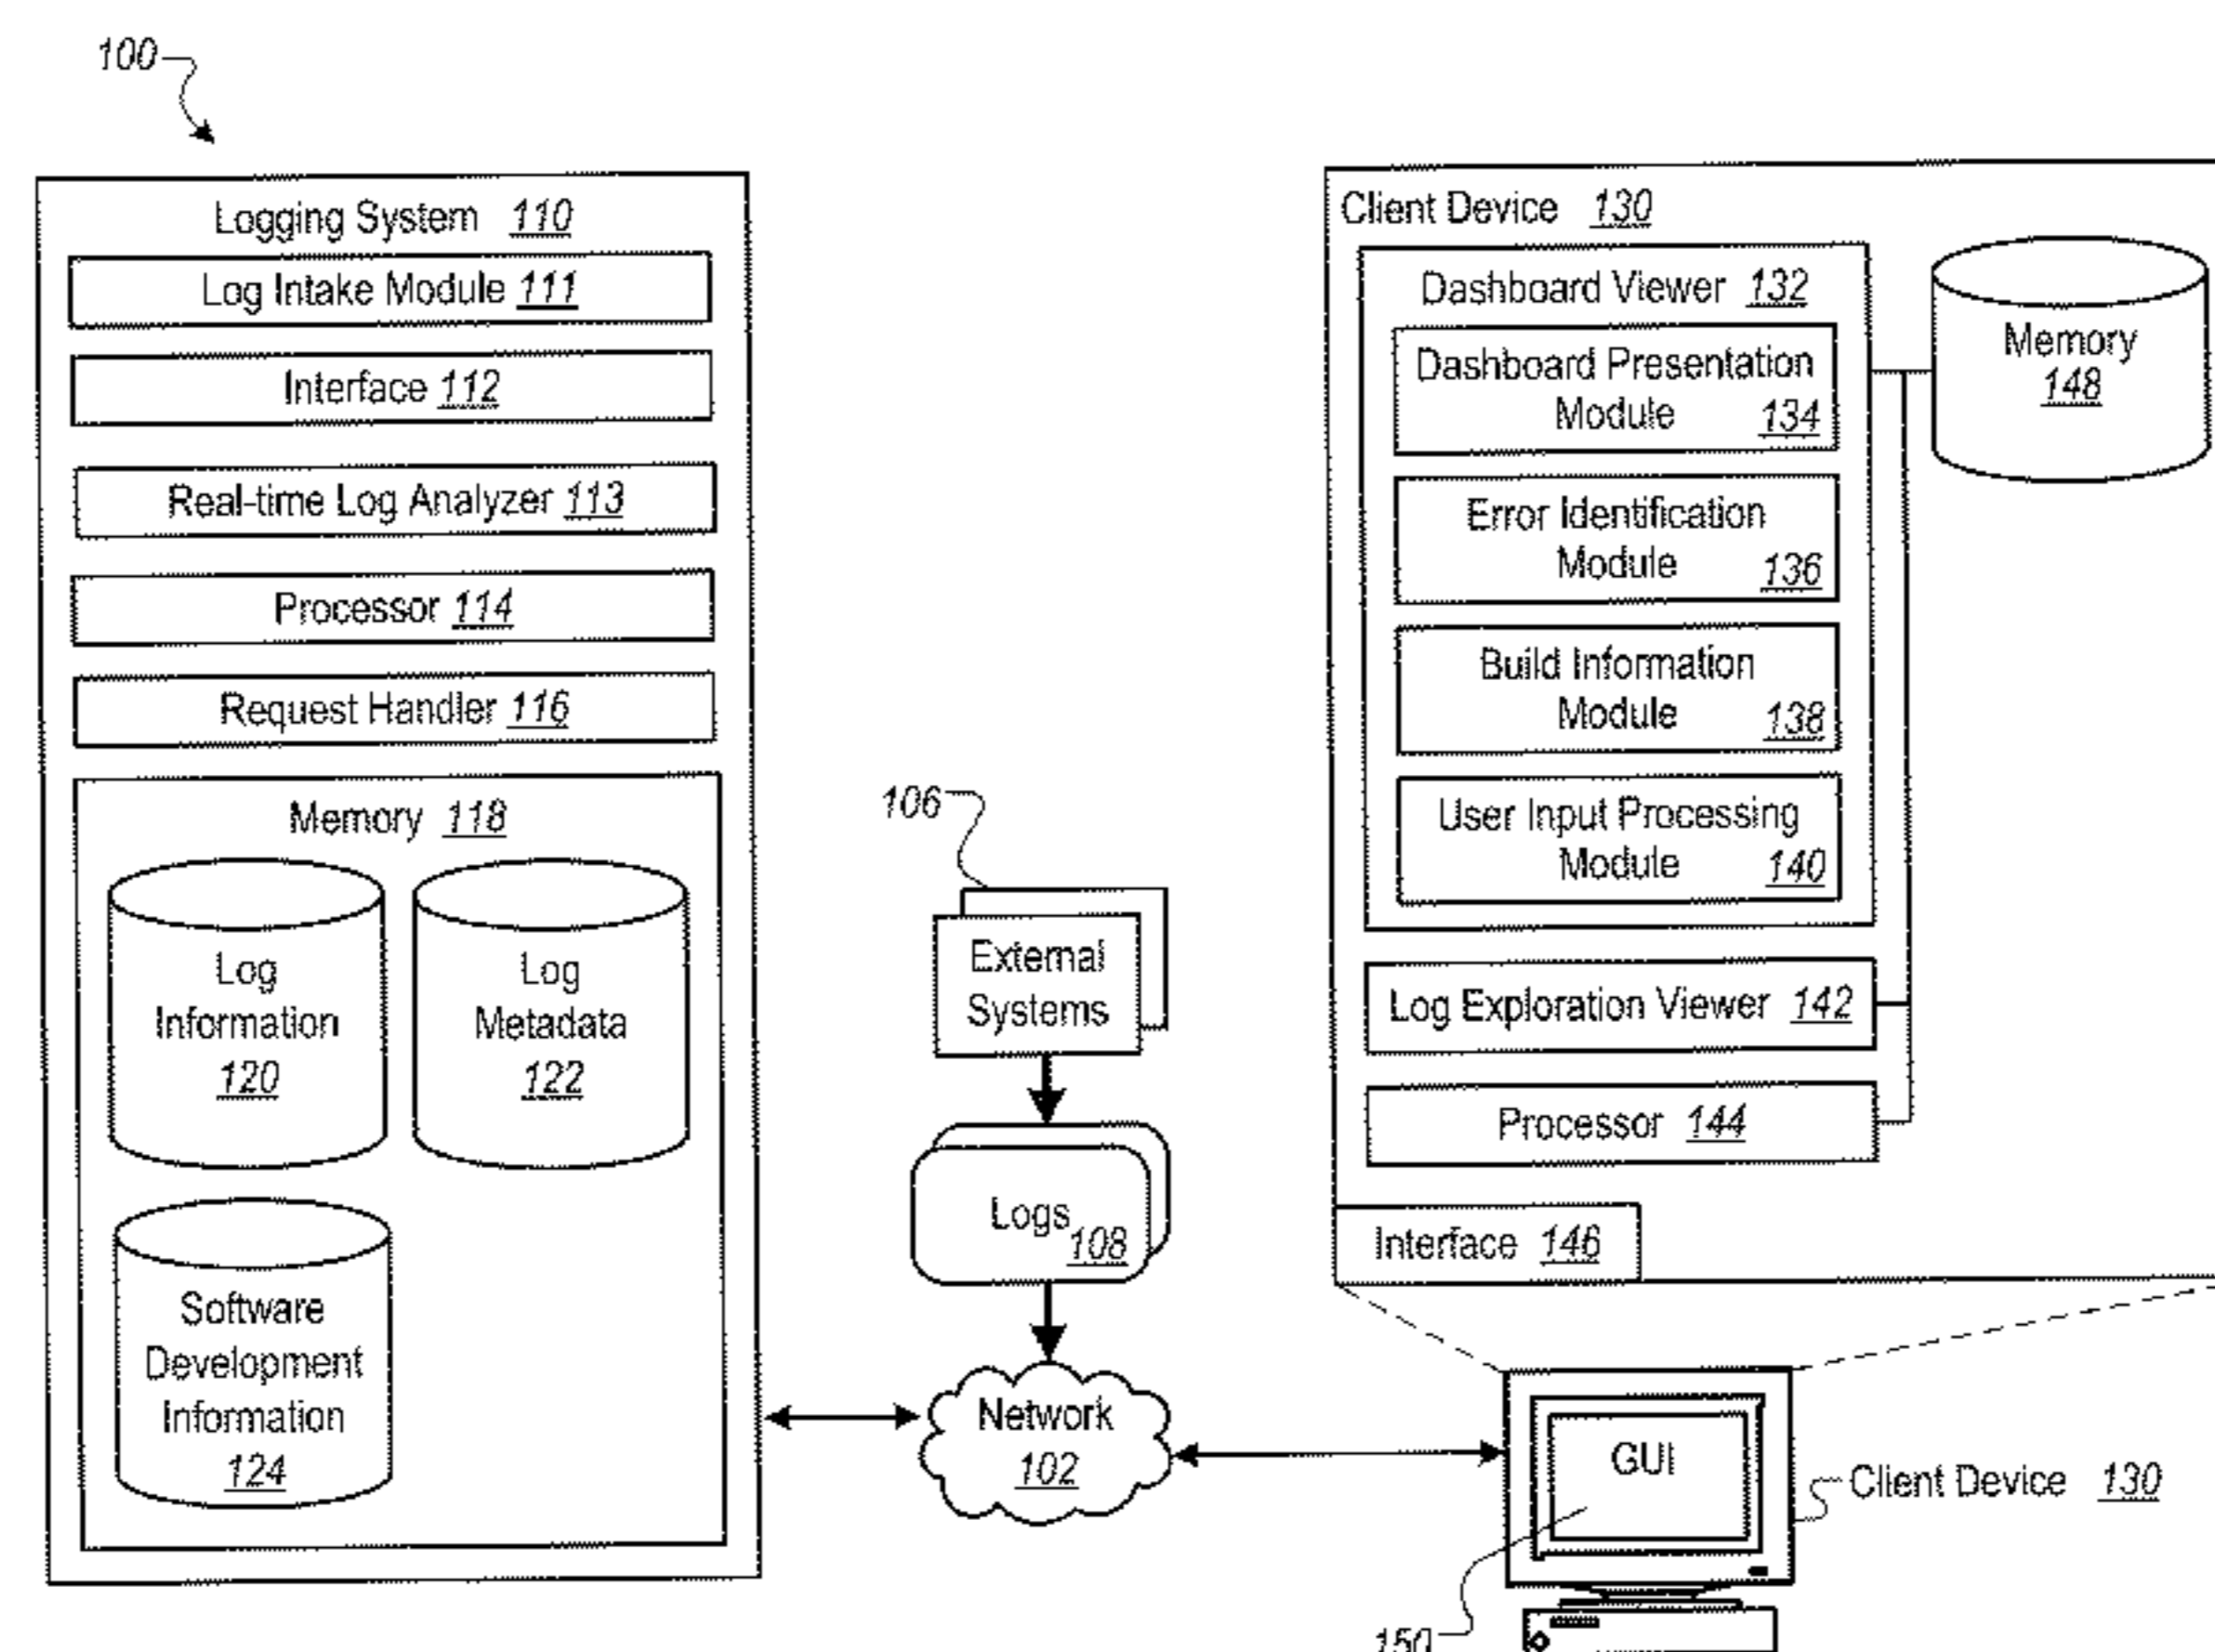 100
Logging System 110
Log Intake Module 111
Interface 112
Real-time Log Analyzer 113
Processor 114
Request Handler 116
Memory 118
Log
Information
120
Log
Metadata
122
Software
Development
Information
124
106
External
Systems
Logs
108
Network
102
Client Device 130
Dashboard Viewer 132
Dashboard Presentation
Module 134
Error Identification
Module 136
Build Information
Module 138
User Input Processing
Module 140
Log Exploration Viewer 142
Processor 144
Interface 146
Memory
148
GUI
Client Device 130
150